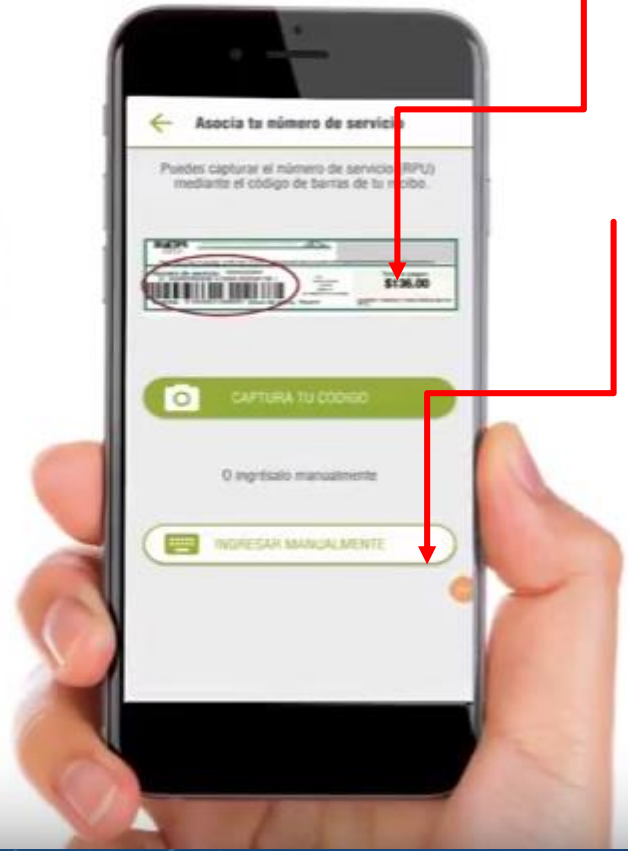 Asocia tu número de servicio
Puedes capturar el número de servicio (RPU)
mediante el código de barras de tu recibo.
$136.00
CAPTURA TU CODIGO
O ingrésalo manualmente
INGRESAR MANUALMENTE